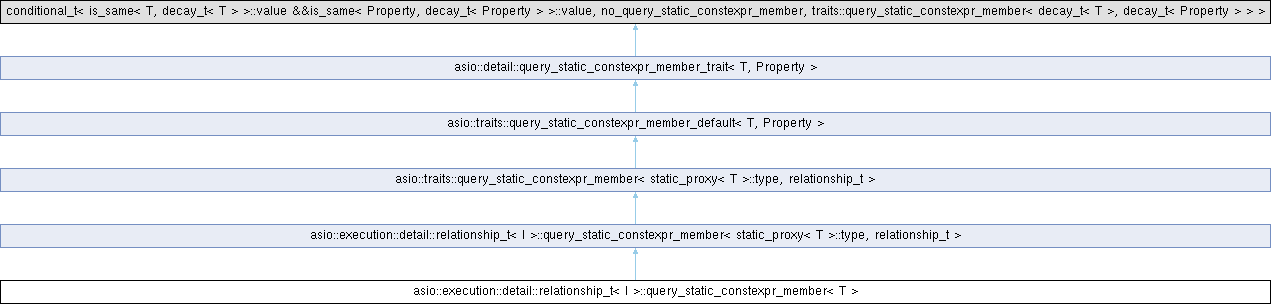 conditional_t< is_same< T, decay_t< T > >::value &&is_same< Property, decay_t< Property > >::value, no_query_static_constexpr_member, traits::query_static_constexpr_member< decay_t< T >, decay_t< Property > > >
asio::detail::query_static_constexpr_member_trait< T, Property >
asio::traits::query_static_constexpr_member_default< T, Property >
asio::traits::query_static_constexpr_member< static_proxy< T >::type, relationship_t >
asio::execution::detail::relationship_t< I >::query_static_constexpr_member< static_proxy< T >::type, relationship_t >
asio::execution::detail::relationship_t< I >::query_static_constexpr_member< T >